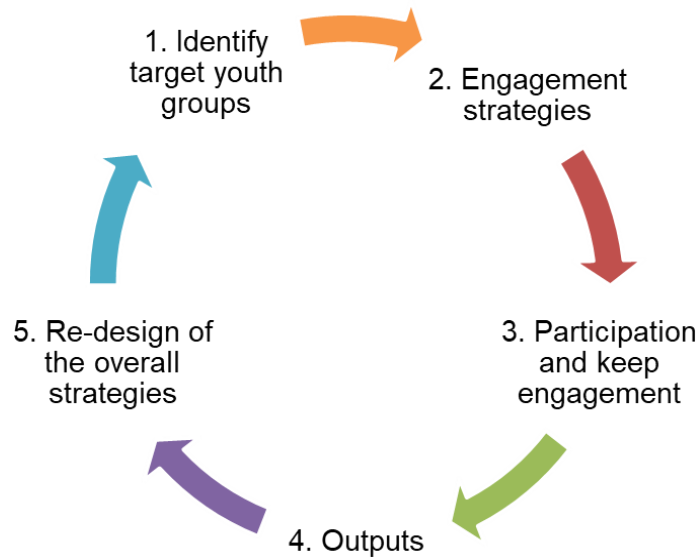 1. Identify
target youth
groups
2. Engagement
strategies
3. Participation
and keep
engagement
4. Outputs
5. Re-design of
the overall
strategies